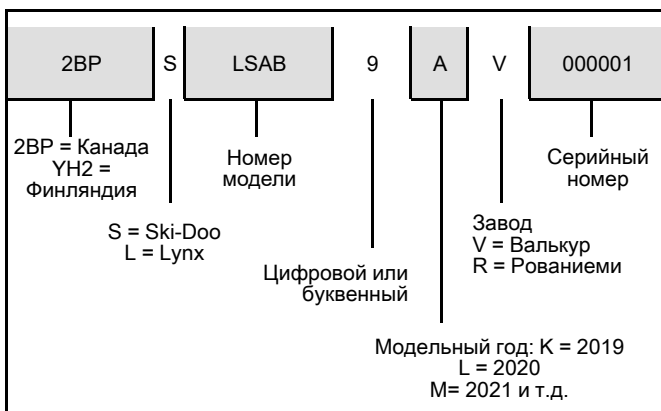 2BP S LSAB 9 A V 000001
2BP = Канада
YH2 =
Финляндия
Номер
модели
Серийный
номер
S = Ski-Doo
L = Lynx
Завод
V = Валькур
R = Рованиеми
Цифровой или
буквенный
Модельный год: K = 2019
L = 2020
M= 2021 и т.д.